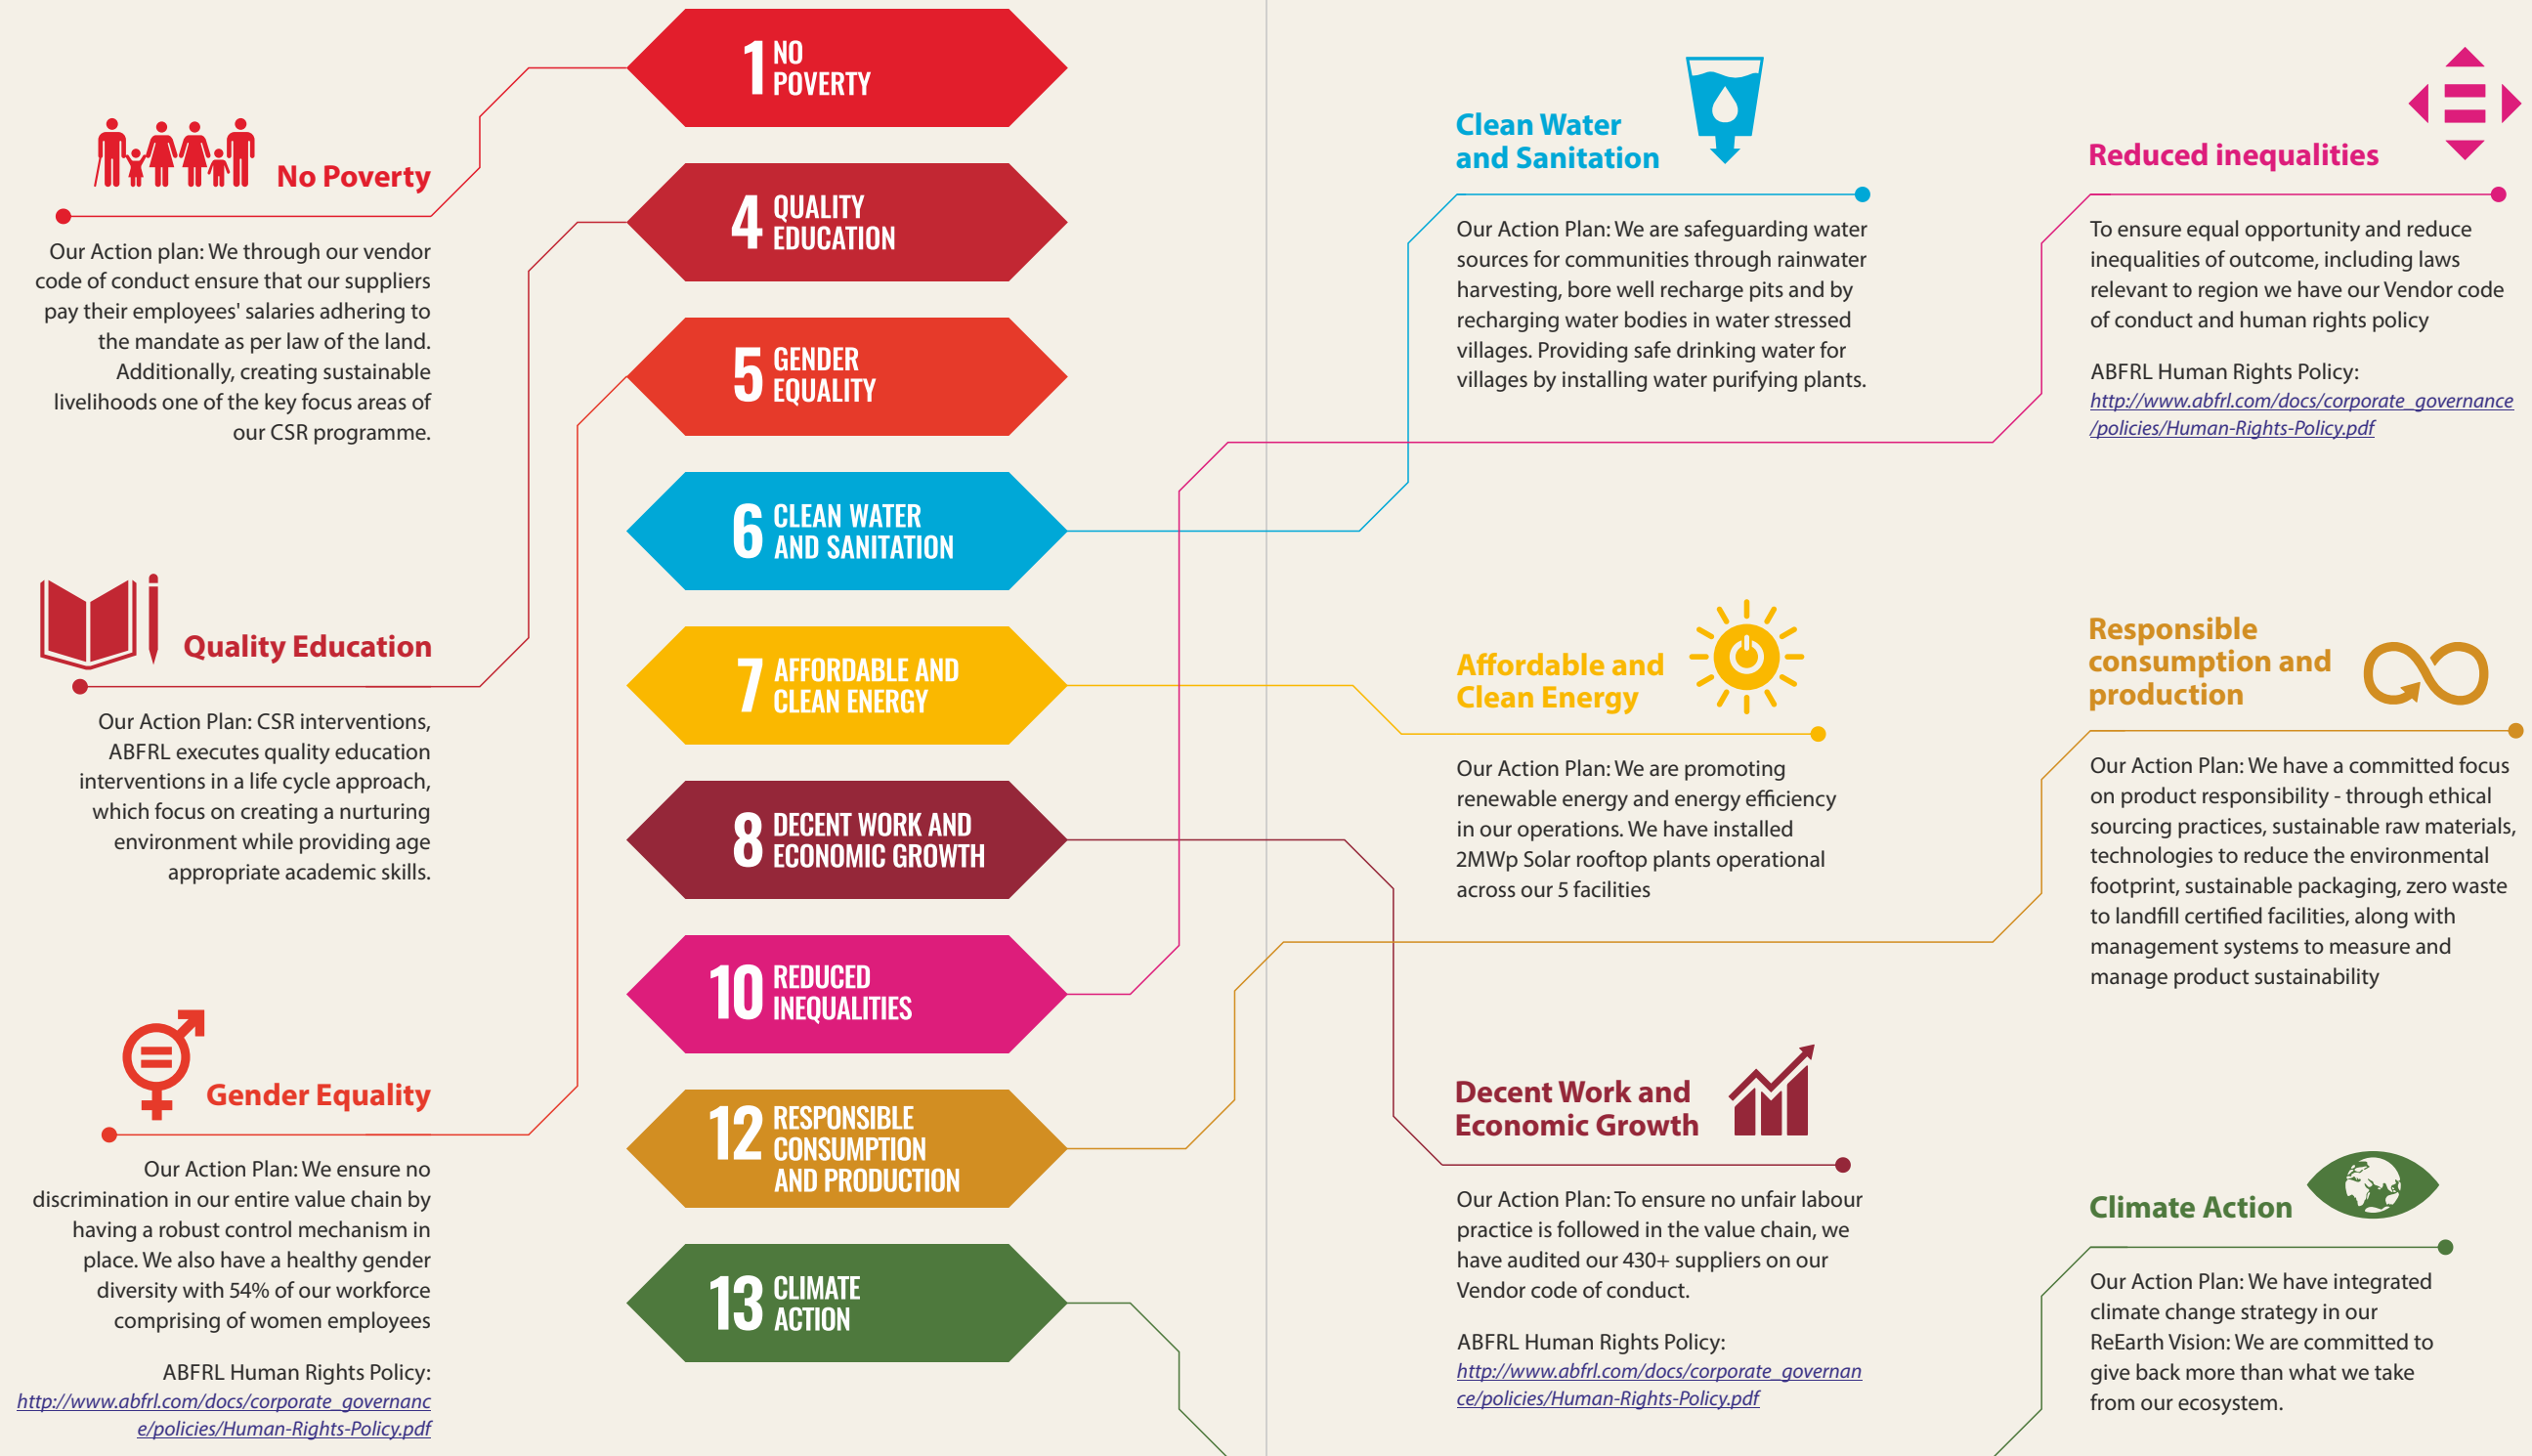 1 NO
POVERTY
4 QUALITY
EDUCATION
5 GENDER
EQUALITY
6 CLEAN WATER
AND SANITATION
7 AFFORDABLE AND
CLEAN ENERGY
8 DECENT WORK AND
ECONOMIC GROWTH
10 REDUCED
INEQUALITIES
12 RESPONSIBLE
CONSUMPTION
AND PRODUCTION
13 CLIMATE
ACTION
No Poverty
Our Action plan: We through our vendor
code of conduct ensure that our suppliers
pay their employees' salaries adhering to
the mandate as per law of the land.
Additionally, creating sustainable
livelihoods one of the key focus areas of
our CSR programme.
Quality Education
Our Action Plan: CSR interventions,
ABFRL executes quality education
interventions in a life cycle approach,
which focus on creating a nurturing
environment while providing age
appropriate academic skills.
Gender Equality
Our Action Plan: We ensure no
discrimination in our entire value chain by
having a robust control mechanism in
place. We also have a healthy gender
diversity with 54% of our workforce
comprising of women employees
ABFRL Human Rights Policy:
http://www.abfrl.com/docs/corporate_governanc
e/policies/Human-Rights-Policy.pdf
Clean Water
and Sanitation
Our Action Plan: We are safeguarding water
sources for communities through rainwater
harvesting, bore well recharge pits and by
recharging water bodies in water stressed
villages. Providing safe drinking water for
villages by installing water purifying plants.
Affordable and
Clean Energy
Our Action Plan: We are promoting
renewable energy and energy efficiency
in our operations. We have installed
2MWp Solar rooftop plants operational
across our 5 facilities
Decent Work and
Economic Growth
Our Action Plan: To ensure no unfair labour
practice is followed in the value chain, we
have audited our 430+ suppliers on our
Vendor code of conduct.
ABFRL Human Rights Policy:
http://www.abfrl.com/docs/corporate_governan
ce/policies/Human-Rights-Policy.pdf
Reduced inequalities
To ensure equal opportunity and reduce
inequalities of outcome, including laws
relevant to region we have our Vendor code
of conduct and human rights policy
ABFRL Human Rights Policy:
http://www.abfrl.com/docs/corporate_governance
/policies/Human-Rights-Policy.pdf
Responsible
consumption and
production
Our Action Plan: We have a committed focus
on product responsibility - through ethical
sourcing practices, sustainable raw materials,
technologies to reduce the environmental
footprint, sustainable packaging, zero waste
to landfill certified facilities, along with
management systems to measure and
manage product sustainability
Climate Action
Our Action Plan: We have integrated
climate change strategy in our
ReEarth Vision: We are committed to
give back more than what we take
from our ecosystem.